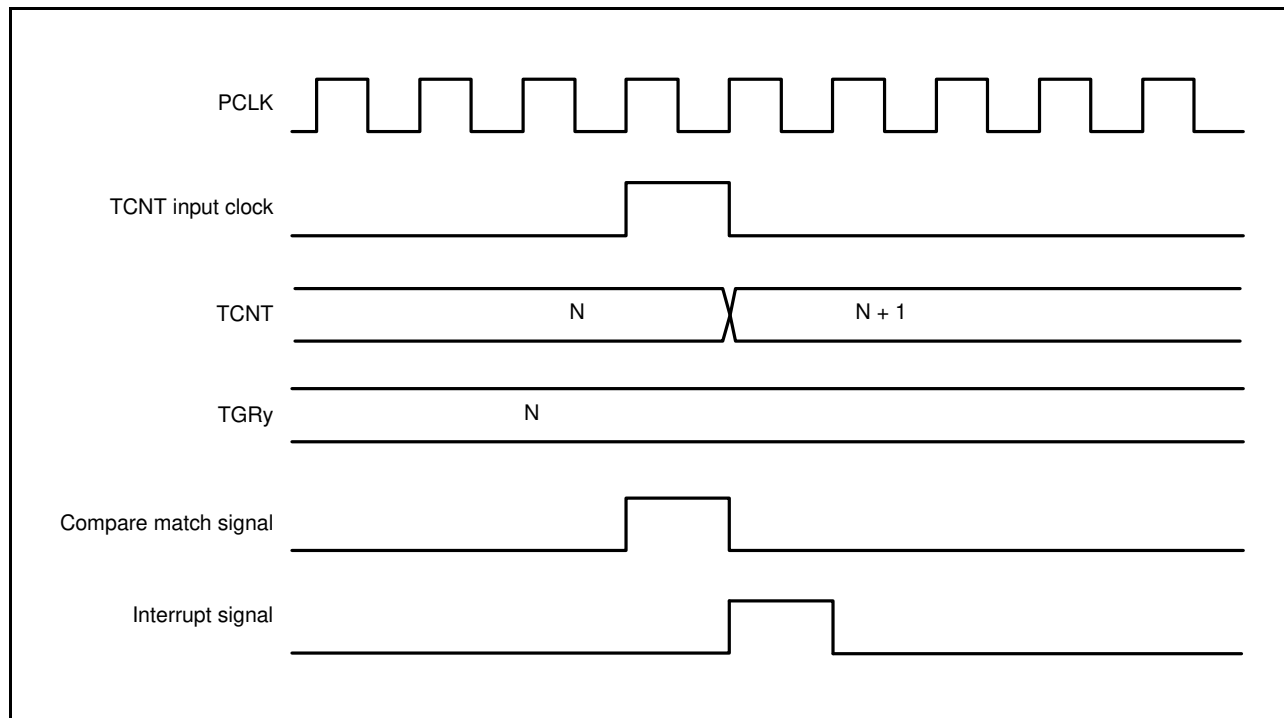 PCLK
TCNT input clock
TCNT
N
N + 1
TGRy
N
Compare match signal
Interrupt signal